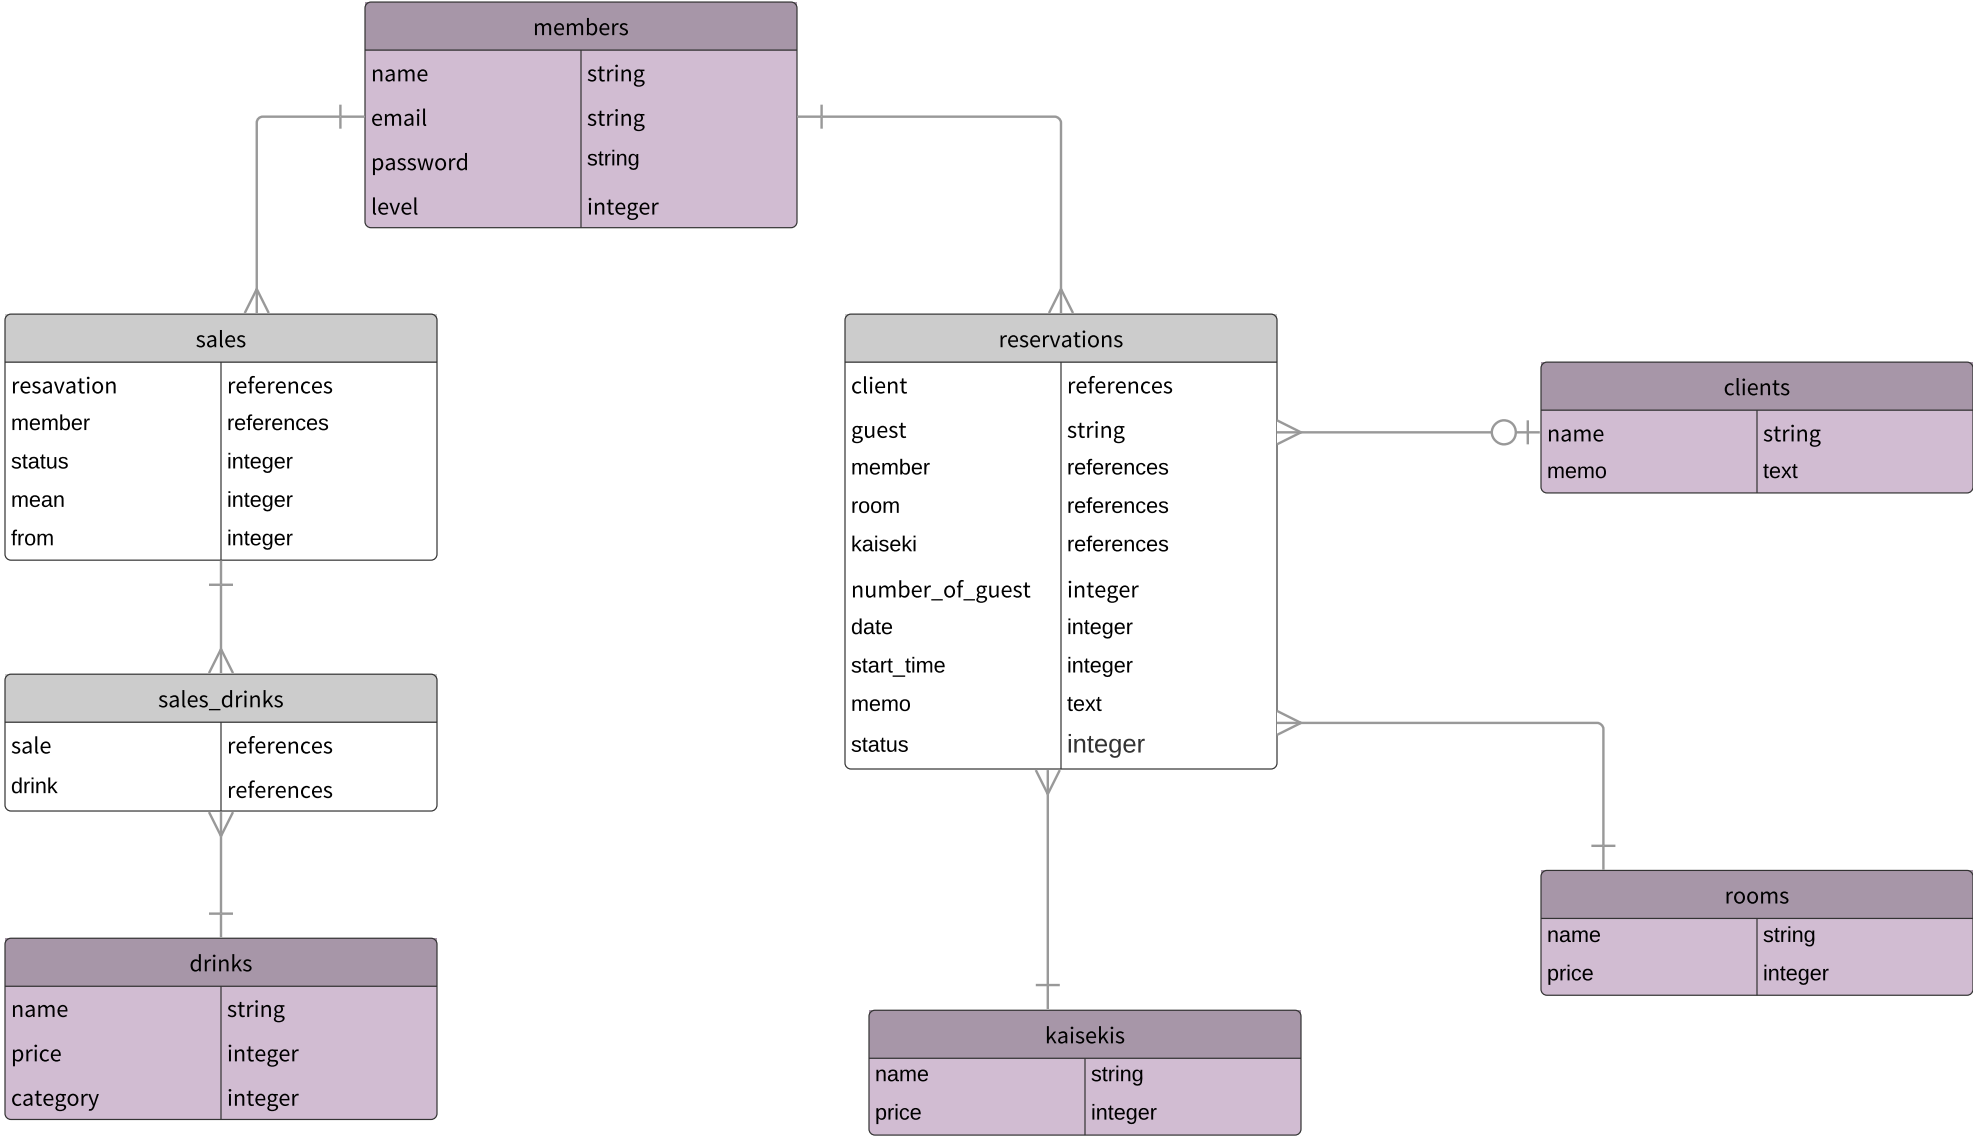 members
name string
email string
password string
level integer
sales
resavation references
member references
status integer
mean integer
from integer
reservations
client references
guest string
member references
room references
kaiseki references
number_of_guest integer
date integer
start_time integer
memo text
status integer
clients
name string
memo text
sales_drinks
sale references
drink references
drinks
name string
price integer
category integer
kaisekis
name string
price integer
rooms
name string
price integer